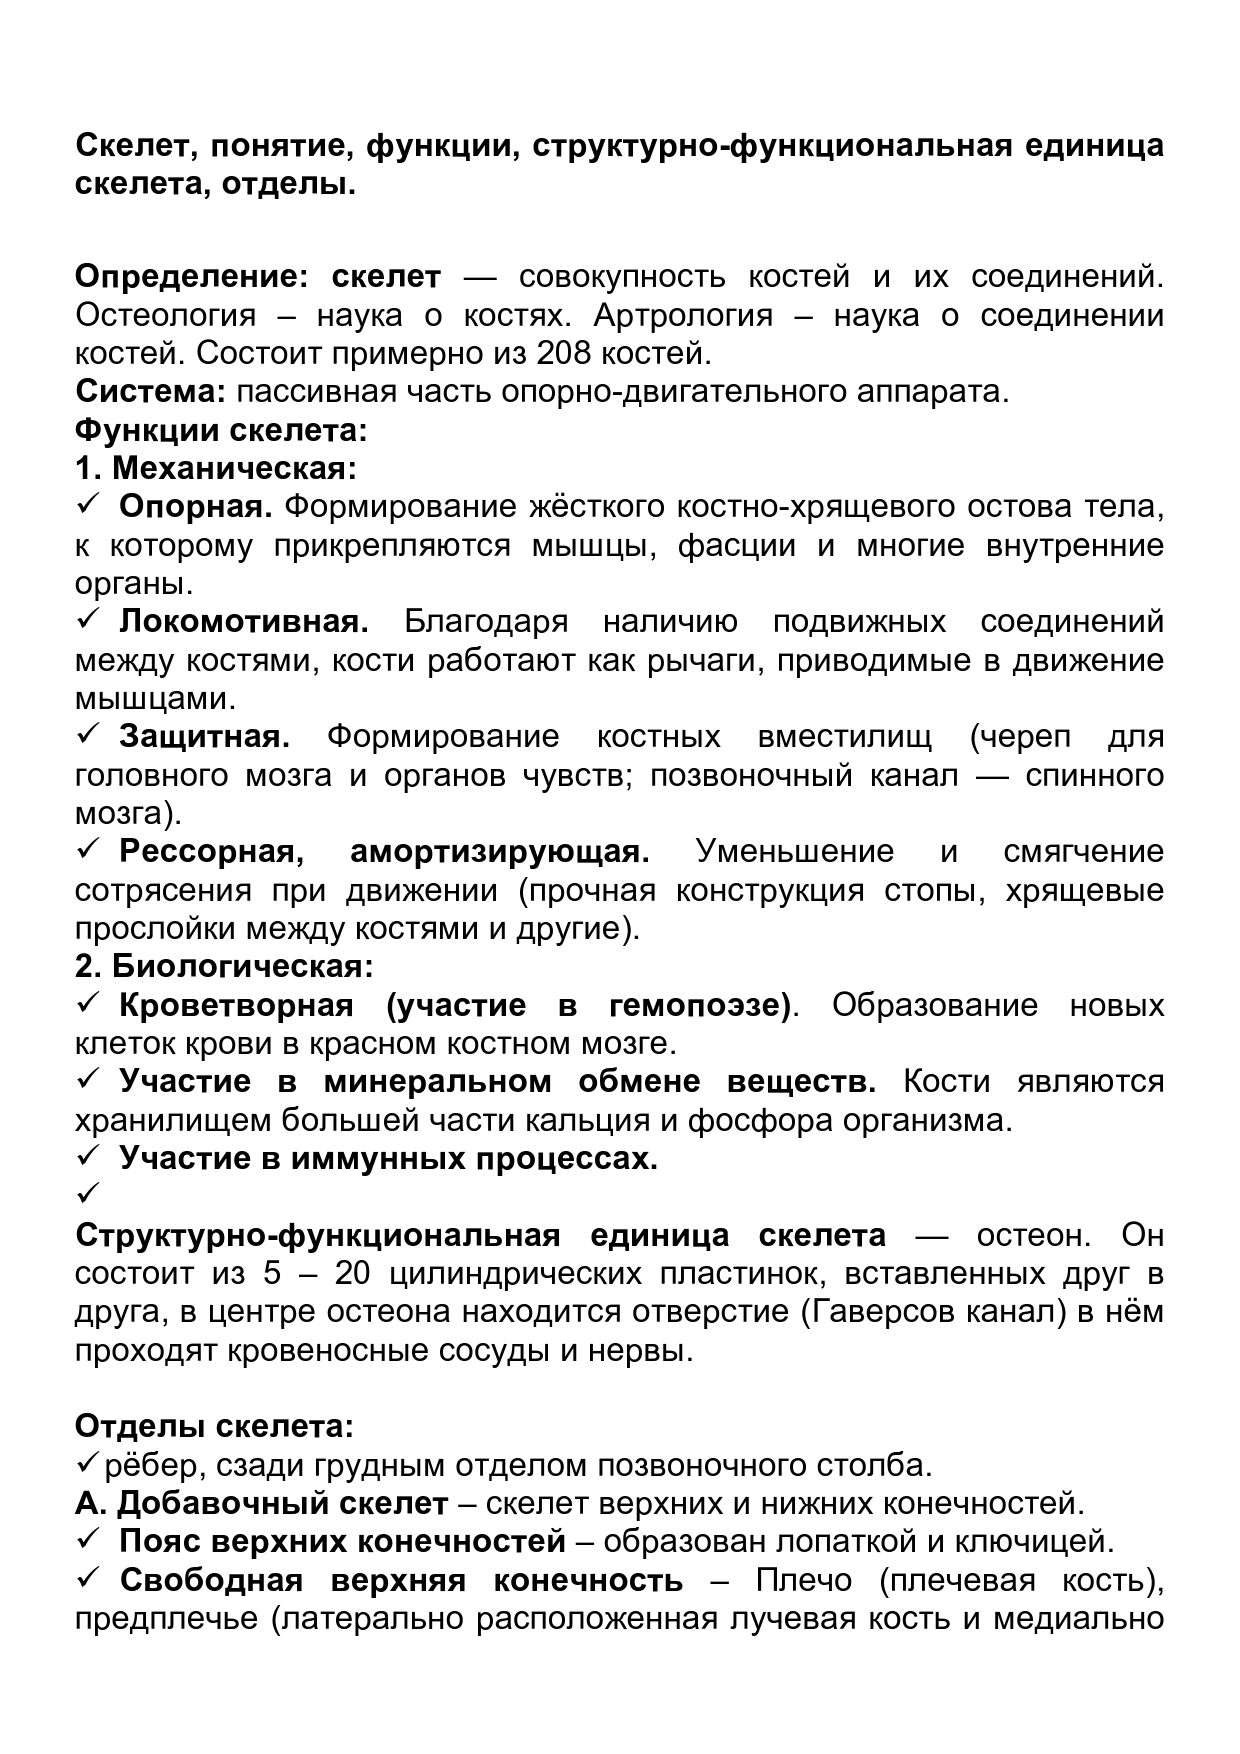 Скелет, понятие, функции, структурно-функциональная единица
скелета, отделы.
Определение: скелет — совокупность костей и их соединений.
Остеология – наука о костях. Артрология – наука о соединении
костей. Состоит примерно из 208 костей.
Система: пассивная часть опорно-двигательного аппарата.
Функции скелета:
1. Механическая:
✓ Опорная. Формирование жёсткого костно-хрящевого остова тела,
к которому прикрепляются мышцы, фасции и многие внутренние
органы.
✓ Локомотивная. Благодаря наличию подвижных соединений
между костями, кости работают как рычаги, приводимые в движение
мышцами.
✓ Защитная. Формирование костных вместилищ (череп для
головного мозга и органов чувств; позвоночный канал — спинного
мозга).
✓ Рессорная, амортизирующая. Уменьшение и смягчение
сотрясения при движении (прочная конструкция стопы, хрящевые
прослойки между костями и другие).
2. Биологическая:
✓ Кроветворная (участие в гемопоэзе). Образование новых
клеток крови в красном костном мозге.
✓ Участие в минеральном обмене веществ. Кости являются
хранилищем большей части кальция и фосфора организма.
✓ Участие в иммунных процессах.
✓
Структурно-функциональная единица скелета — остеон. Он
состоит из 5 – 20 цилиндрических пластинок, вставленных друг в
друга, в центре остеона находится отверстие (Гаверсов канал) в нём
проходят кровеносные сосуды и нервы.
Отделы скелета:
✓ рёбер, сзади грудным отделом позвоночного столба.
А. Добавочный скелет – скелет верхних и нижних конечностей.
✓ Пояс верхних конечностей – образован лопаткой и ключицей.
✓ Свободная верхняя конечность – Плечо (плечевая кость),
предплечье (латерально расположенная лучевая кость и медиально